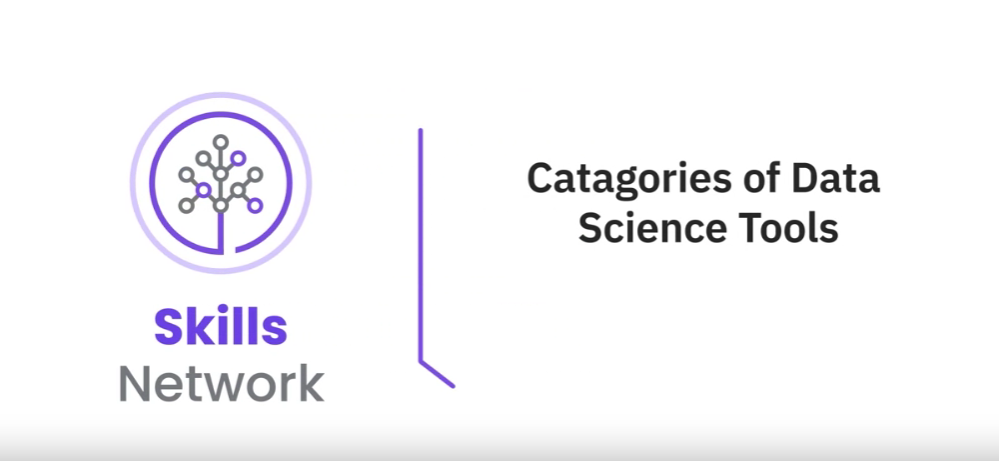 Catagories of Data
Science Tools
Skills
Network